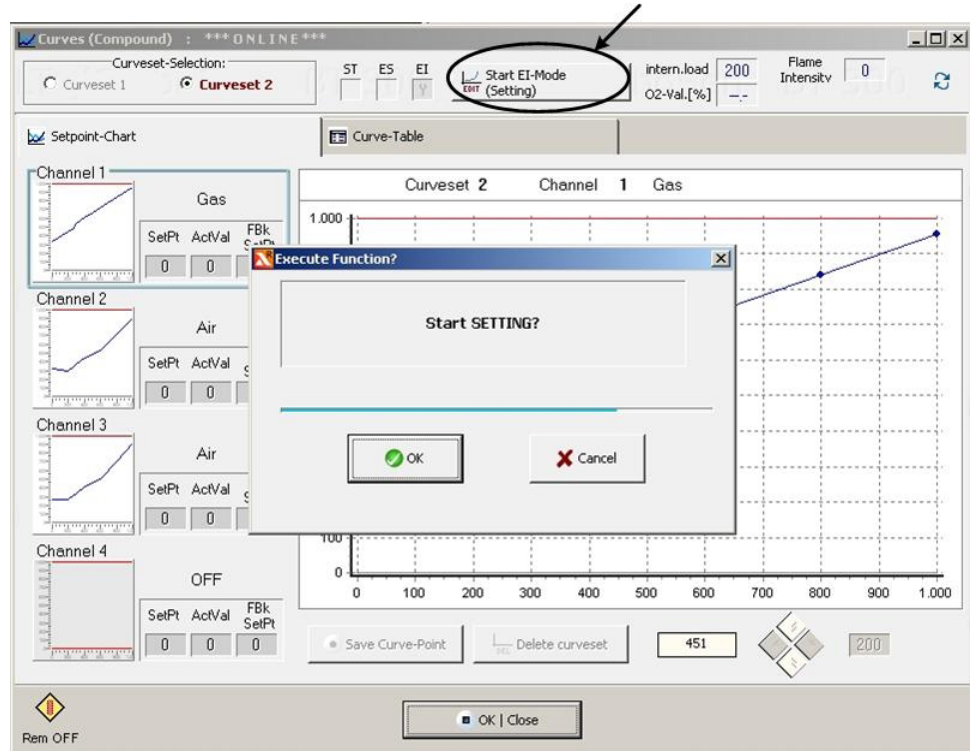 Curves (Compound) : ***ONLINE***
Curveset-Selection:
Curveset 1
Curveset 2
ST ES EI
Y
Start EI-Mode
(Setting)
EDIT
intern.load 200
O2-Val.[%] -.-
Flame
Intensity 0
Setpoint-Chart
Curve-Table
Channel 1
Gas
SetPt ActVal FBk
SetPt
0 0
Channel 2
Air
SetPt ActVal
0 0
Channel 3
Air
SetPt ActVal
0 0
Channel 4
OFF
SetPt ActVal FBk
SetPt
0 0 0
Curveset 2 Channel 1 Gas
1.000
100
0
0 100 200 300 400 500 600 700 800 900 1.000
Execute Function?
Start SETTING?
OK
Cancel
Save Curve-Point
DEL
Delete curveset
451
200
Rem OFF
OK | Close